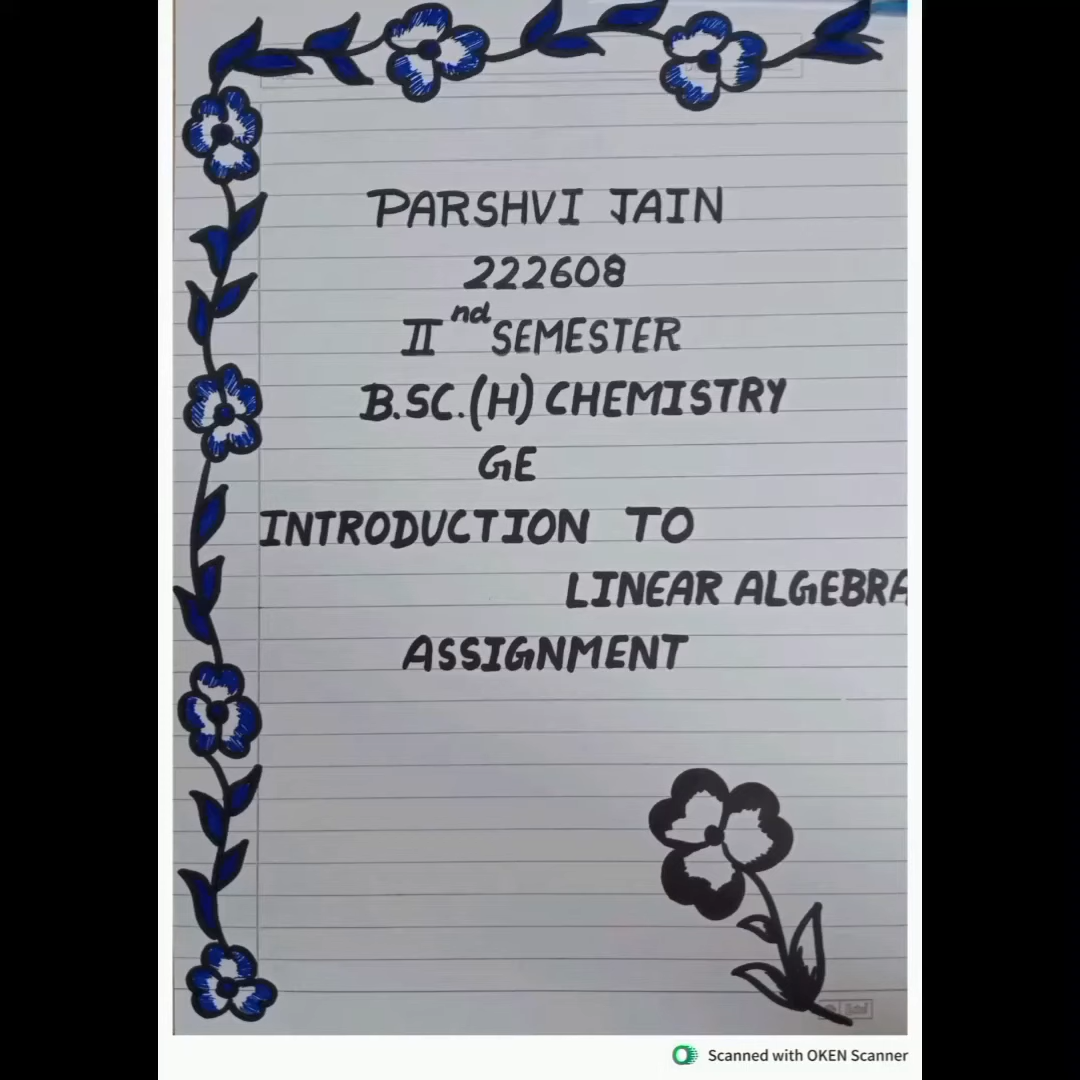 PARSHVI JAIN
222608
II nd SEMESTER
B.SC.(H) CHEMISTRY
GE
INTRODUCTION TO
LINEAR ALGEBRA
ASSIGNMENT
Scanned with OKEN Scanner